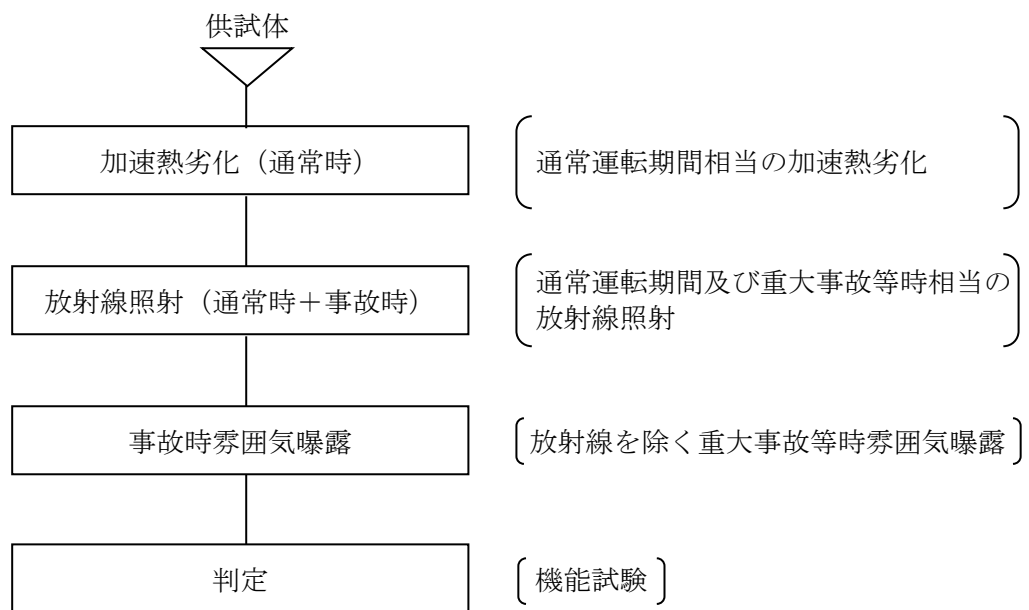 供試体
加速熱劣化(通常時)
通常運転期間相当の加速熱劣化
放射線照射(通常時+事故時)
通常運転期間及び重大事故等時相当の
放射線照射
事故時雰囲気曝露
放射線を除く重大事故等時雰囲気曝露
判定
機能試験